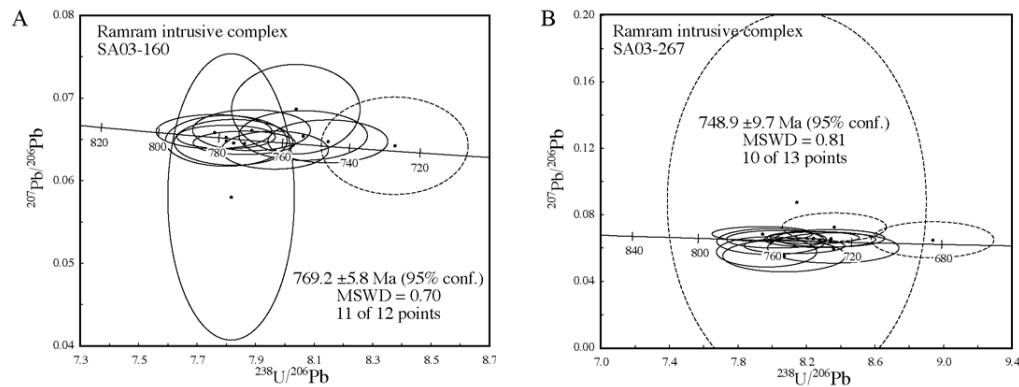 A
Ramram intrusive complex
SA03-160
0.08
0.07
0.06
0.05
0.04
207Pb/206Pb
820
800
780
760
740
720
769.2 ±5.8 Ma (95% conf.)
MSWD = 0.70
11 of 12 points
7.3
7.5
7.7
7.9
8.1
8.3
8.5
8.7
238U/206Pb
B
Ramram intrusive complex
SA03-267
0.20
0.16
0.12
0.08
0.04
0.00
207Pb/206Pb
748.9 ±9.7 Ma (95% conf.)
MSWD = 0.81
10 of 13 points
840
800
760
720
680
7.0
7.4
7.8
8.2
8.6
9.0
9.4
238U/206Pb